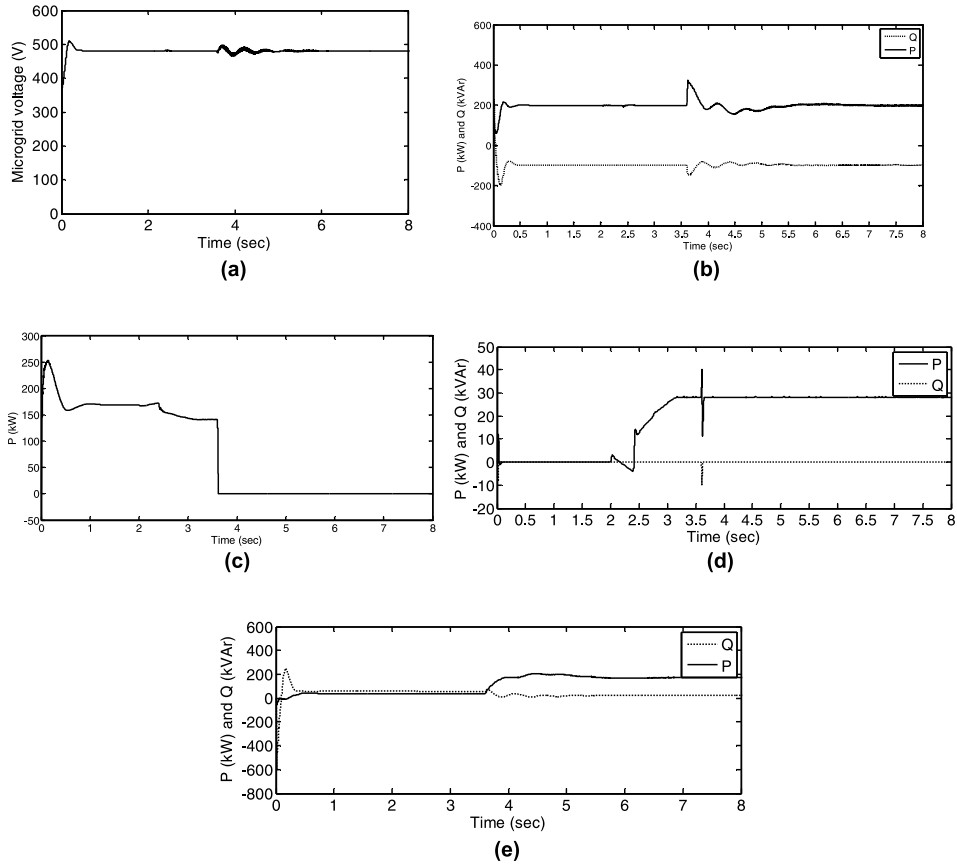 Microgrid voltage (V)
600
500
400
300
200
100
0
0 2 4 6 8
Time (sec)
(a)
P (kW) and Q (kVAr)
400
200
0
-200
-400
Q
P
0 0.5 1 1.5 2 2.5 3 3.5 4 4.5 5 5.5 6 6.5 7 7.5 8
Time (sec)
(b)
P (kW)
300
250
200
150
100
50
0
-50
0 1 2 3 4 5 6 7 8
Time (sec)
(c)
P (kW) and Q (kVAr)
50
40
30
20
10
0
-10
-20
P
Q
0 0.5 1 1.5 2 2.5 3 3.5 4 4.5 5 5.5 6 6.5 7 7.5 8
Time (sec)
(d)
P (kW) and Q (kVAr)
600
400
200
0
-200
-400
-600
-800
Q
P
0 1 2 3 4 5 6 7 8
Time (sec)
(e)